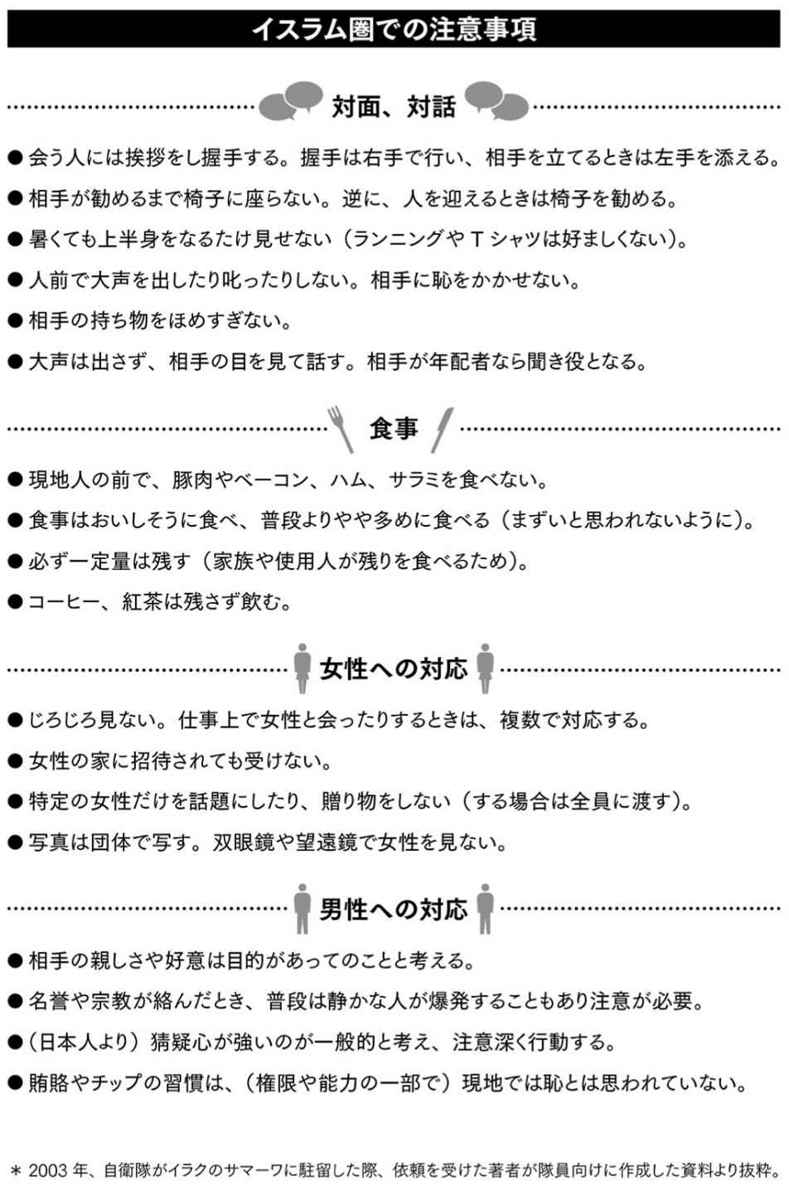 イスラム圏での注意事項
対面、対話
●会う人には挨拶をし握手する。握手は右手で行い、相手を立てるときは左手を添える。
●相手が勧めるまで椅子に座らない。逆に、人を迎えるときは椅子を勧める。
●暑くても上半身をなるたけ見せない（ランニングやTシャツは好ましくない）。
●人前で大声を出したり叱ったりしない。相手に恥をかかせない。
●相手の持ち物をほめすぎない。
●大声は出さず、相手の目を見て話す。相手が年配者なら聞き役となる。
食事
●現地人の前で、豚肉やベーコン、ハム、サラミを食べない。
●食事はおいしそうに食べ、普段よりやや多めに食べる（まずいと思われないように）。
●必ず一定量は残す（家族や使用人が残りを食べるため）。
●コーヒー、紅茶は残さず飲む。
女性への対応
●じろじろ見ない。仕事上で女性と会ったりするときは、複数で対応する。
●女性の家に招待されても受けない。
●特定の女性だけを話題にしたり、贈り物をしない（する場合は全員に渡す）。
●写真は団体で写す。双眼鏡や望遠鏡で女性を見ない。
男性への対応
●相手の親しさや好意は目的があってのことと考える。
●名誉や宗教が絡んだとき、普段は静かな人が爆発することもあり注意が必要。
●（日本人より）猜疑心が強いのが一般的と考え、注意深く行動する。
●賄賂やチップの習慣は、（権限や能力の一部で）現地では恥とは思われていない。
＊2003年、自衛隊がイラクのサマーワに駐留した際、依頼を受けた著者が隊員向けに作成した資料より抜粋。